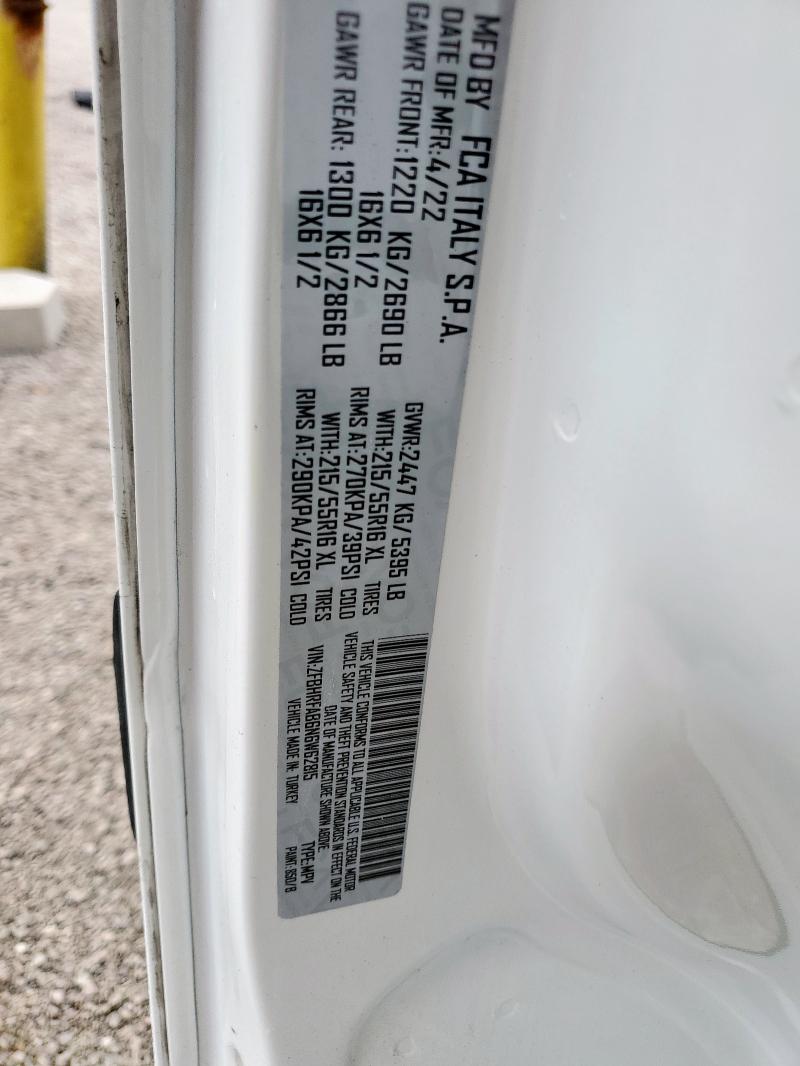 MFD BY FCA ITALY S.P.A.
DATE OF MFR:4/22 GVWR:2447 KG/5395 LB
GAWR FRONT:1220 KG/2690 LB WITH:215/55R16 XL TIRES
16X6 1/2 RIMS AT:270KPA/39PSI COLD
GAWR REAR: 1300 KG/2866 LB WITH:215/55R16 XL TIRES
16X6 1/2 RIMS AT:290KPA/42PSI COLD
THIS VEHICLE CONFORMS TO ALL APPLICABLE U.S. FEDERAL MOTOR
VEHICLE SAFETY AND THEFT PREVENTION STANDARDS IN EFFECT ON THE
DATE OF MANUFACTURE SHOWN ABOVE
VIN:ZFBHRFAB6N6W62815 TYPE:MPV
VEHICLE MADE IN: TURKEY PAINT: